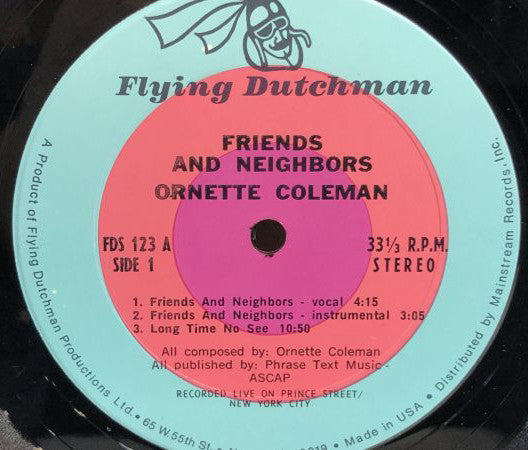 Flying Dutchman
FRIENDS
AND NEIGHBORS
ORNETTE COLEMAN
FDS 123 A
SIDE 1
33⅓ R.P.M.
STEREO
1. Friends And Neighbors - vocal 4:15
2. Friends And Neighbors - instrumental 3:05
3. Long Time No See 10:50
All composed by: Ornette Coleman
All published by: Phrase Text Music -
ASCAP
RECORDED LIVE ON PRINCE STREET/
NEW YORK CITY
A Product of Flying Dutchman Productions Ltd. • 65 W. 55th St. • 0019 • Made in USA • Distributed by Mainstream Records, Inc.